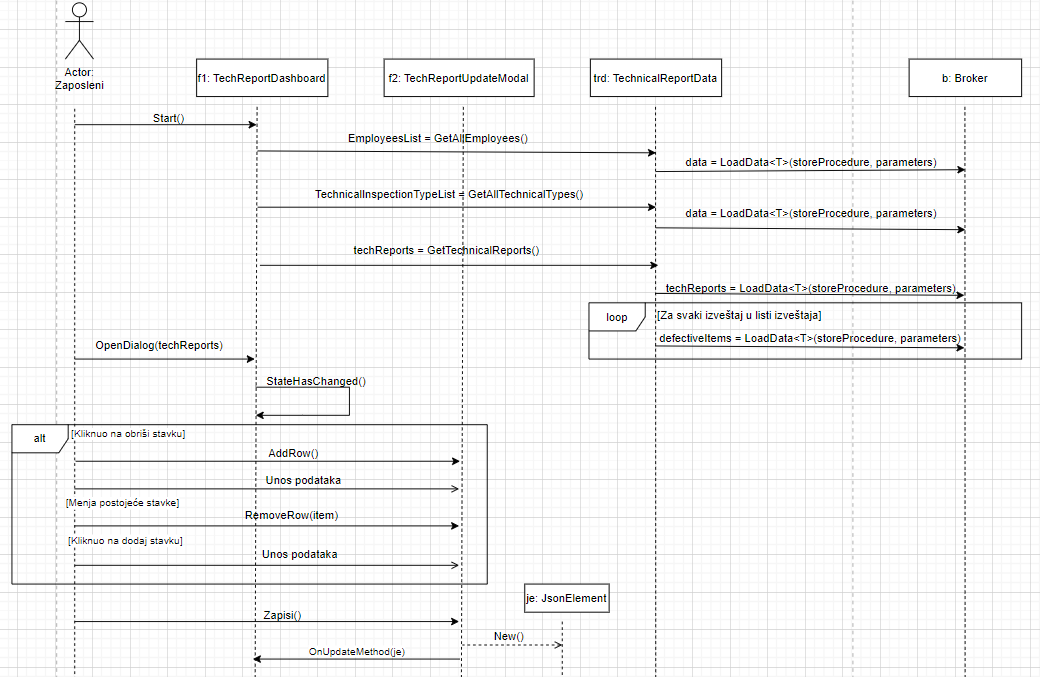 Actor:
Zaposleni
f1: TechReportDashboard
f2: TechReportUpdateModal
trd: TechnicalReportData
b: Broker
Start()
EmployeesList = GetAllEmployees()
data = LoadData<T>(storeProcedure, parameters)
TechnicalInspectionTypeList = GetAllTechnicalTypes()
data = LoadData<T>(storeProcedure, parameters)
techReports = GetTechnicalReports()
techReports = LoadData<T>(storeProcedure, parameters)
loop
[Za svaki izveštaj u listi izveštaja]
defectiveItems = LoadData<T>(storeProcedure, parameters)
OpenDialog(techReports)
StateHasChanged()
alt
[Kliknuo na obriši stavku]
AddRow()
Unos podataka
[Menja postojeće stavke]
RemoveRow(item)
[Kliknuo na dodaj stavku]
Unos podataka
je: JsonElement
Zapisi()
New()
OnUpdateMethod(je)